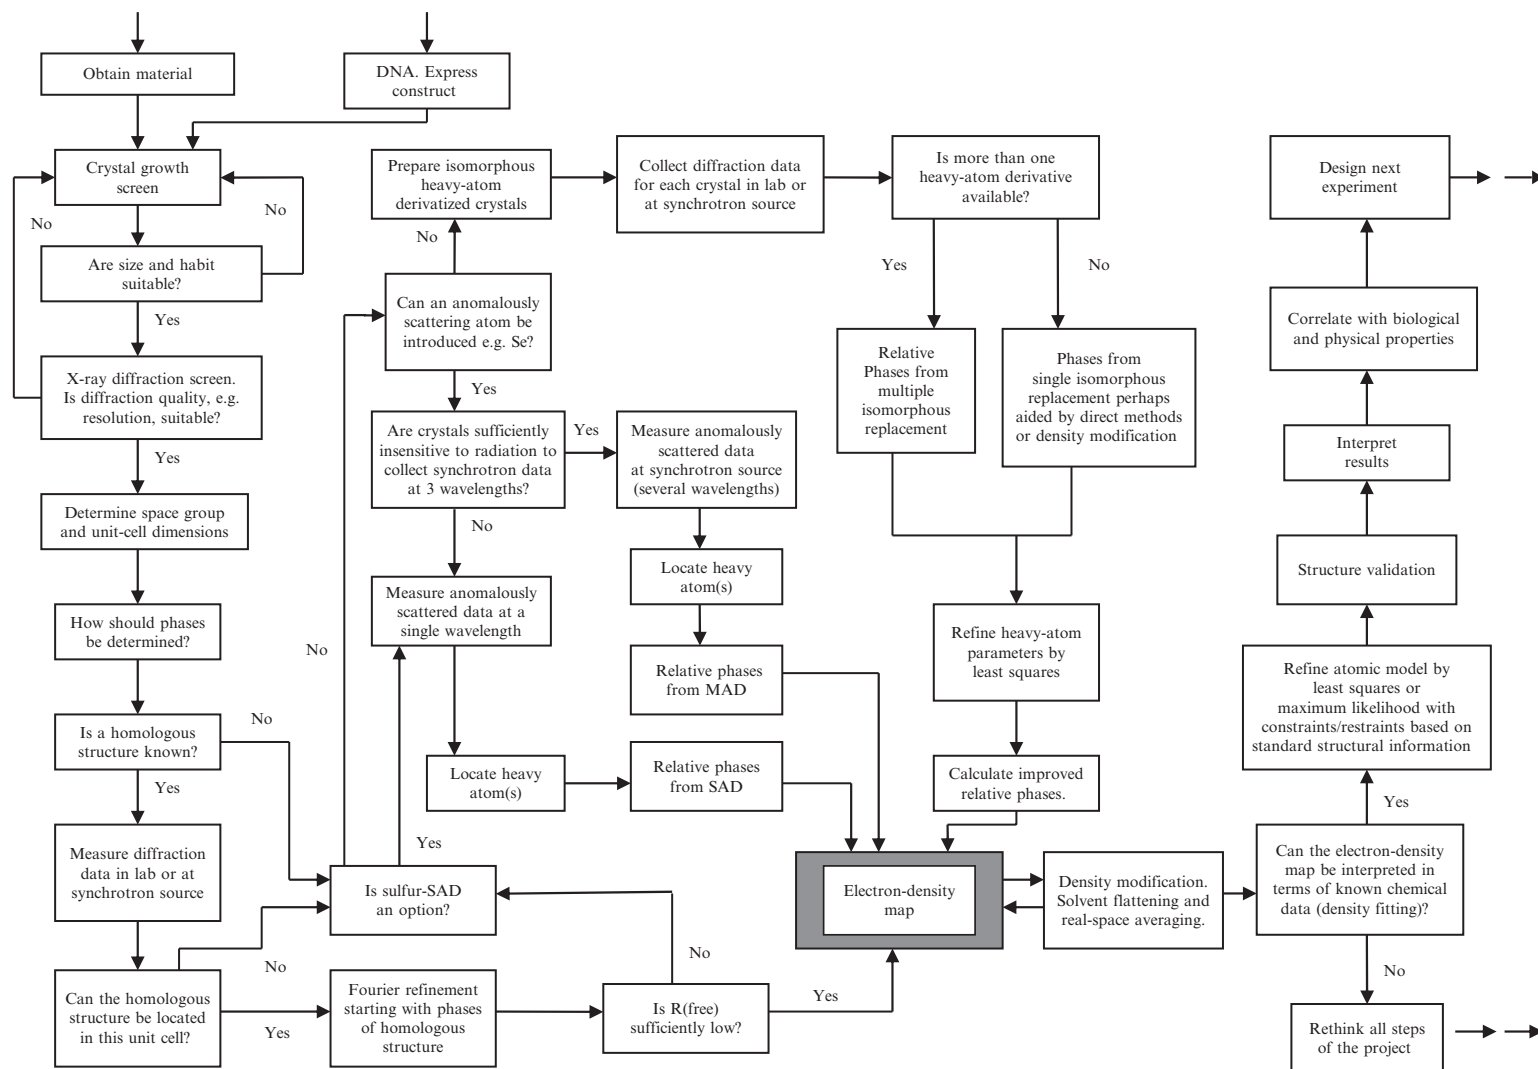 Obtain material
DNA. Express
construct
Crystal growth
screen
No
No
Are size and habit
suitable?
Yes
X-ray diffraction screen.
Is diffraction quality, e.g.
resolution, suitable?
Yes
Determine space group
and unit-cell dimensions
How should phases
be determined?
Is a homologous
structure known?
No
Yes
Measure diffraction
data in lab or at
synchrotron source
Can the homologous
structure be located
in this unit cell?
No
Yes
Fourier refinement
starting with phases
of homologous
structure
Is R(free)
sufficiently low?
No
Yes
Is sulfur-SAD
an option?
No
Yes
Prepare isomorphous
heavy-atom
derivatized crystals
No
Can an anomalously
scattering atom be
introduced e.g. Se?
Yes
Are crystals sufficiently
insensitive to radiation to
collect synchrotron data
at 3 wavelengths?
Yes
No
Measure anomalously
scattered data at a
single wavelength
Locate heavy
atom(s)
Relative phases
from SAD
Measure anomalously
scattered data
at synchrotron source
(several wavelengths)
Locate heavy
atom(s)
Relative phases
from MAD
Collect diffraction data
for each crystal in lab or
at synchrotron source
Is more than one
heavy-atom derivative
available?
Yes
No
Relative
Phases from
multiple
isomorphous
replacement
Phases from
single isomorphous
replacement perhaps
aided by direct methods
or density modification
Refine heavy-atom
parameters by
least squares
Calculate improved
relative phases.
Electron-density
map
Density modification.
Solvent flattening and
real-space averaging.
Can the electron-density
map be interpreted in
terms of known chemical
data (density fitting)?
Yes
No
Rethink all steps
of the project
Refine atomic model by
least squares or
maximum likelihood with
constraints/restraints based on
standard structural information
Structure validation
Interpret
results
Correlate with biological
and physical properties
Design next
experiment